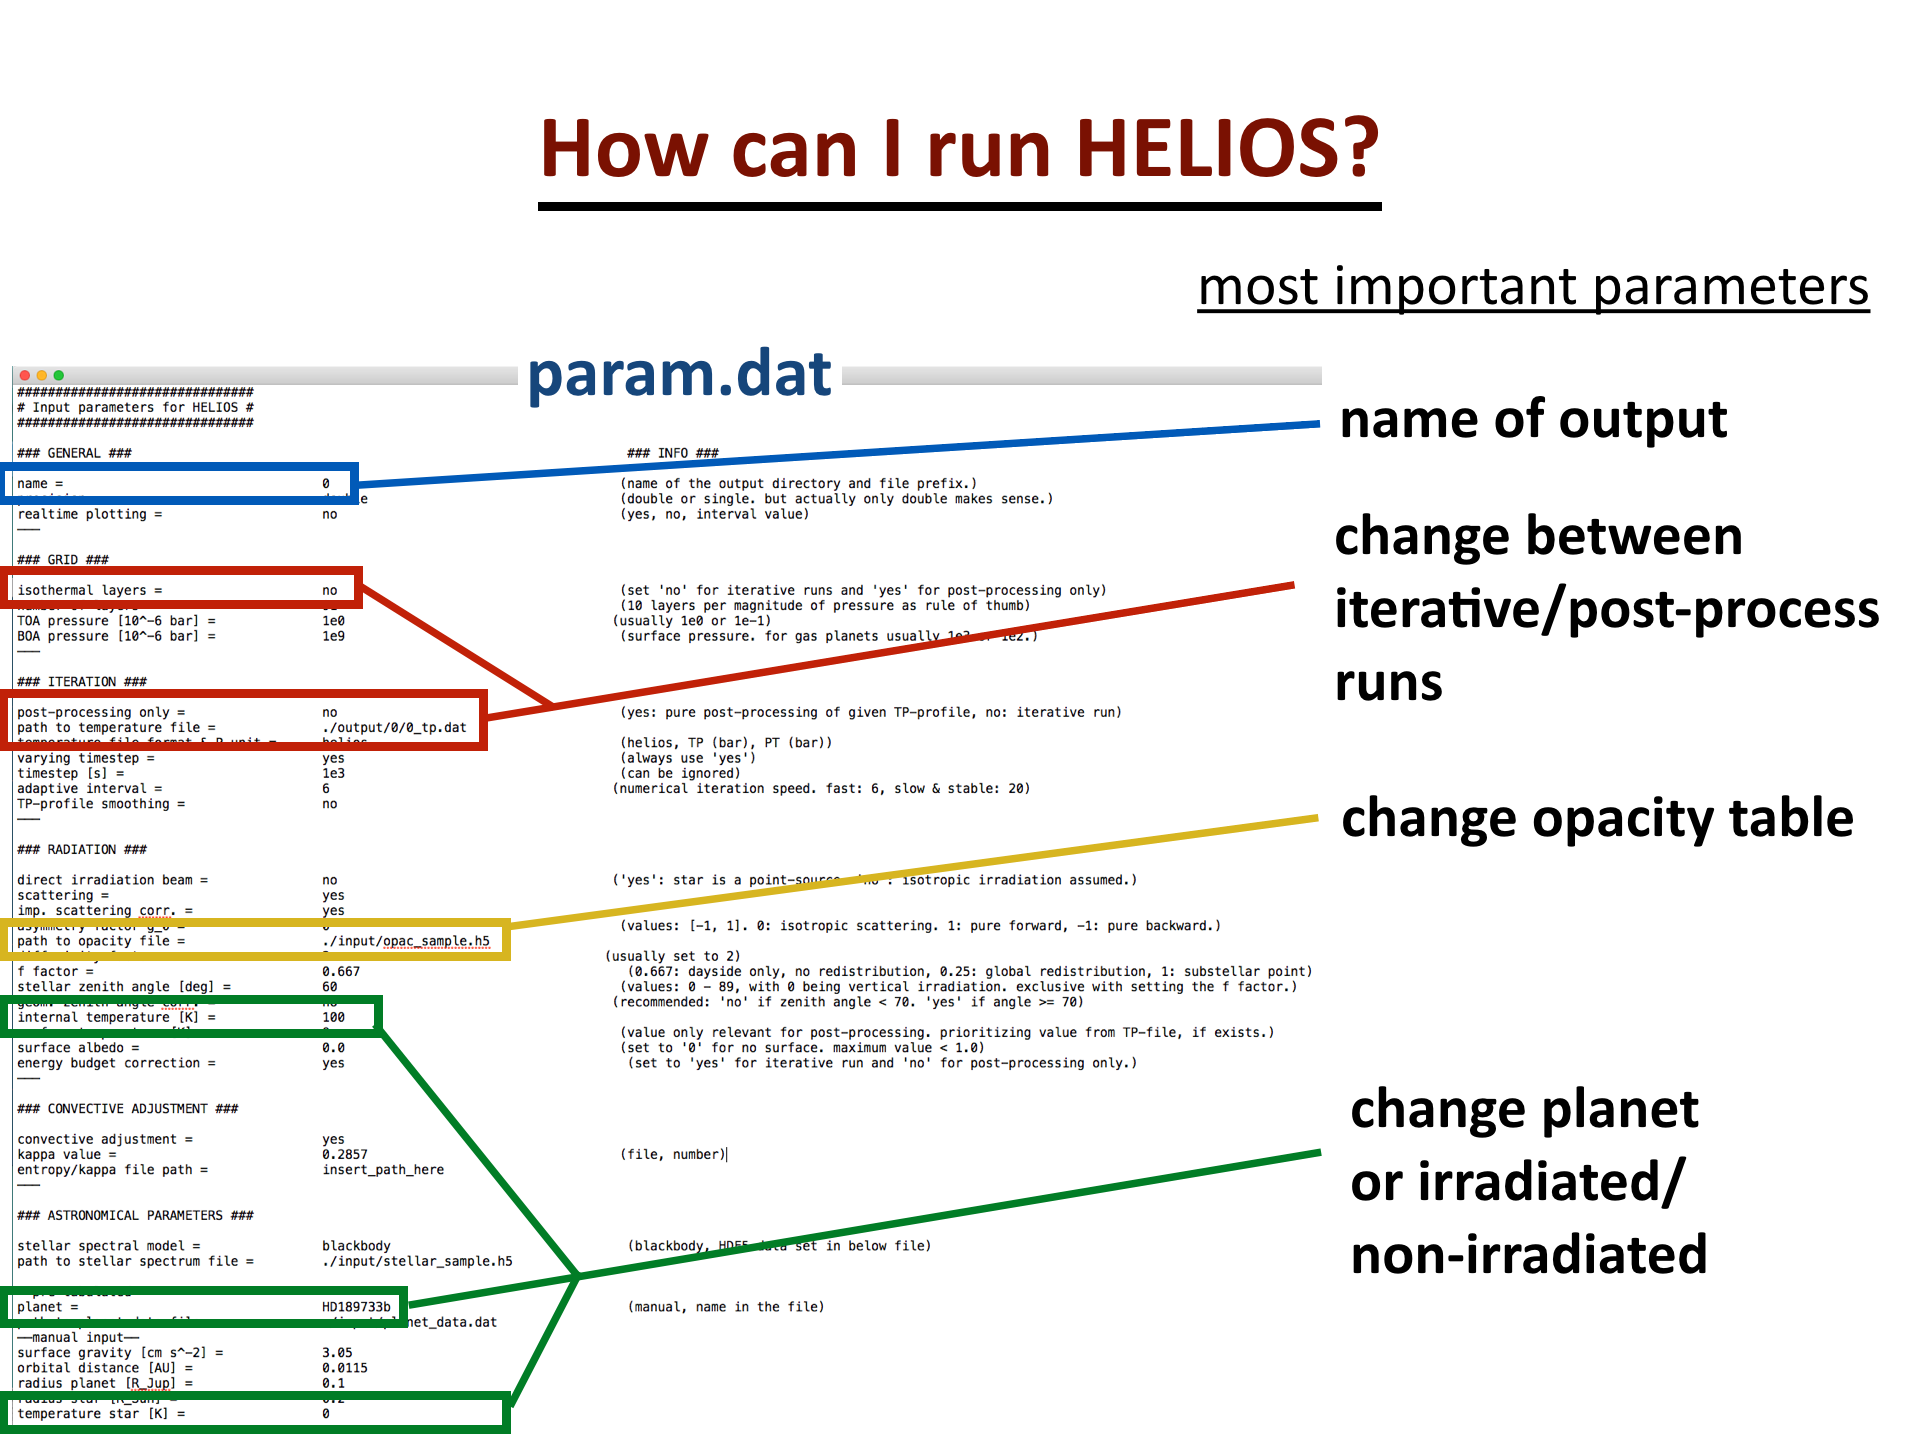 How can I run HELIOS?
most important parameters
param.dat
###############################
# Input parameters for HELIOS #
###############################
### GENERAL ### ### INFO ###
name = 0 (name of the output directory and file prefix.)
(double or single. but actually only double makes sense.)
realtime plotting = no (yes, no, interval value)
———
### GRID ###
isothermal layers = no (set 'no' for iterative runs and 'yes' for post-processing only)
(10 layers per magnitude of pressure as rule of thumb)
TOA pressure [10^-6 bar] = 1e0 (usually 1e0 or 1e-1)
BOA pressure [10^-6 bar] = 1e9 (surface pressure. for gas planets usually
———
### ITERATION ###
post-processing only = no (yes: pure post-processing of given TP-profile, no: iterative run)
path to temperature file = ./output/0/0_tp.dat
(helios, TP (bar), PT (bar))
varying timestep = yes (always use 'yes')
timestep [s] = 1e3 (can be ignored)
adaptive interval = 6 (numerical iteration speed. fast: 6, slow & stable: 20)
TP-profile smoothing = no
———
### RADIATION ###
direct irradiation beam = no ('yes': star is a point-source, 'no': isotropic irradiation assumed.)
scattering = yes
imp. scattering corr. = yes
(values: [-1, 1]. 0: isotropic scattering. 1: pure forward, -1: pure backward.)
path to opacity file = ./input/opac_sample.h5
(usually set to 2)
f factor = 0.667 (0.667: dayside only, no redistribution, 0.25: global redistribution, 1: substellar point)
stellar zenith angle [deg] = 60 (values: 0 - 89, with 0 being vertical irradiation. exclusive with setting the f factor.)
(recommended: 'no' if zenith angle < 70. 'yes' if angle >= 70)
internal temperature [K] = 100
(value only relevant for post-processing. prioritizing value from TP-file, if exists.)
surface albedo = 0.0 (set to '0' for no surface. maximum value < 1.0)
energy budget correction = yes (set to 'yes' for iterative run and 'no' for post-processing only.)
———
### CONVECTIVE ADJUSTMENT ###
convective adjustment = yes
kappa value = 0.2857 (file, number)
entropy/kappa file path = insert_path_here
———
### ASTRONOMICAL PARAMETERS ###
stellar spectral model = blackbody (blackbody, HDF5 data set in below file)
path to stellar spectrum file = ./input/stellar_sample.h5
planet = HD189733b (manual, name in the file)
——manual input——
surface gravity [cm s^-2] = 3.05
orbital distance [AU] = 0.0115
radius planet [R_Jup] = 0.1
temperature star [K] = 0
name of output
change between
iterative/post-process
runs
change opacity table
change planet
or irradiated/
non-irradiated